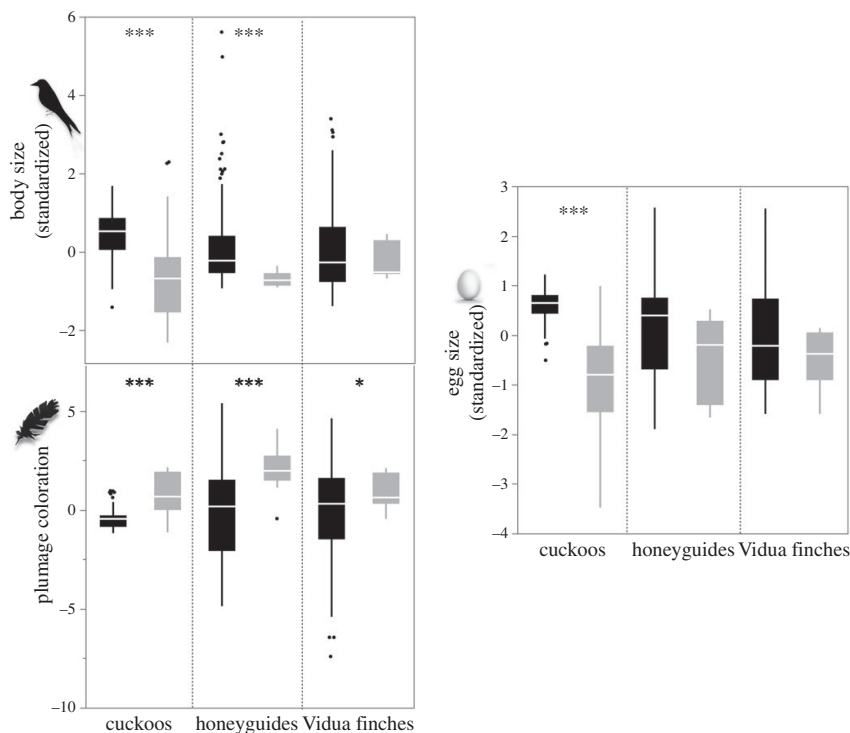 6
4
2
0
–2
body size
(standardized)
***
***
5
0
–5
–10
plumage coloration
***
***
*
cuckoos
honeyguides
Vidua finches
3
2
1
0
–1
–2
–3
–4
egg size
(standardized)
***
cuckoos
honeyguides
Vidua finches